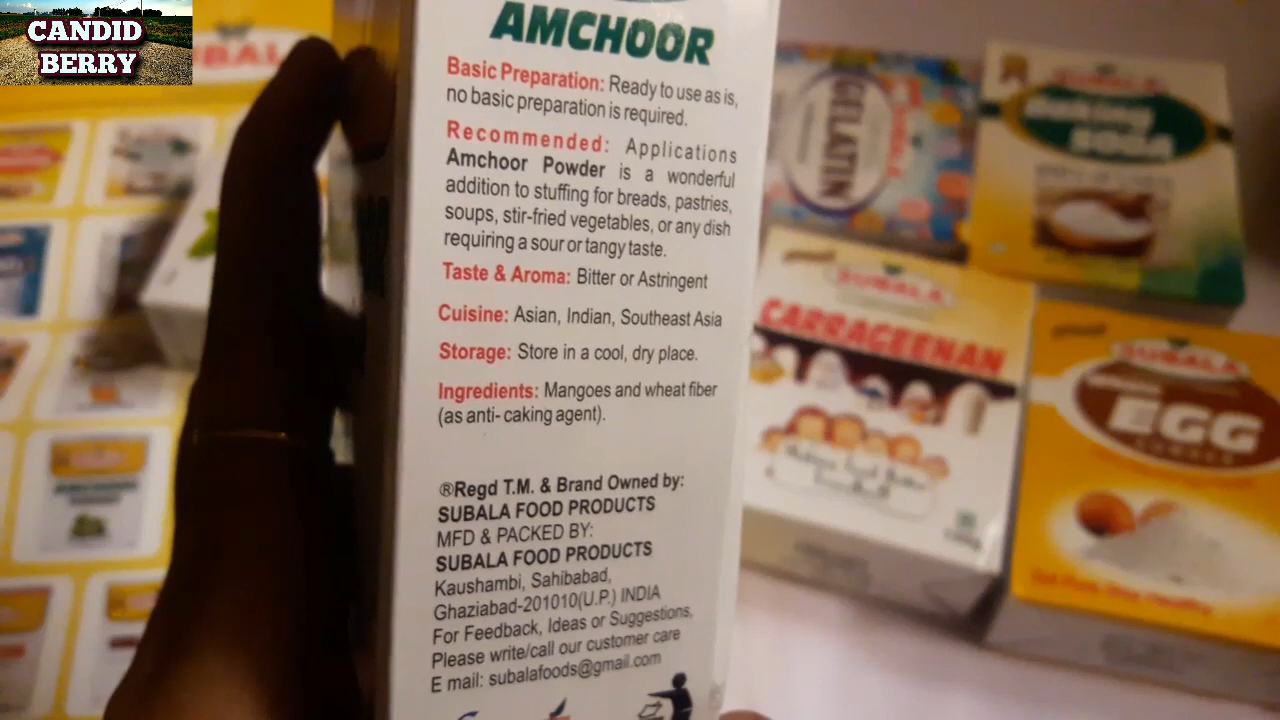 CANDID
BERRY
AMCHOOR
Basic Preparation: Ready to use as is,
no basic preparation is required.
Recommended: Applications
Amchoor Powder is a wonderful
addition to stuffing for breads, pastries,
soups, stir-fried vegetables, or any dish
requiring a sour or tangy taste.
Taste & Aroma: Bitter or Astringent
Cuisine: Asian, Indian, Southeast Asia
Storage: Store in a cool, dry place.
Ingredients: Mangoes and wheat fiber
(as anti- caking agent).
®Regd T.M. & Brand Owned by:
SUBALA FOOD PRODUCTS
MFD & PACKED BY:
SUBALA FOOD PRODUCTS
Kaushambi, Sahibabad,
Ghaziabad-201010(U.P.) INDIA
For Feedback, Ideas or Suggestions,
Please write/call our customer care
E mail: subalafoods@gmail.com
GELATIN
SUBALA
Baking
SODA
SUBALA
CARRAGEENAN
SUBALA
EGG
POWDER